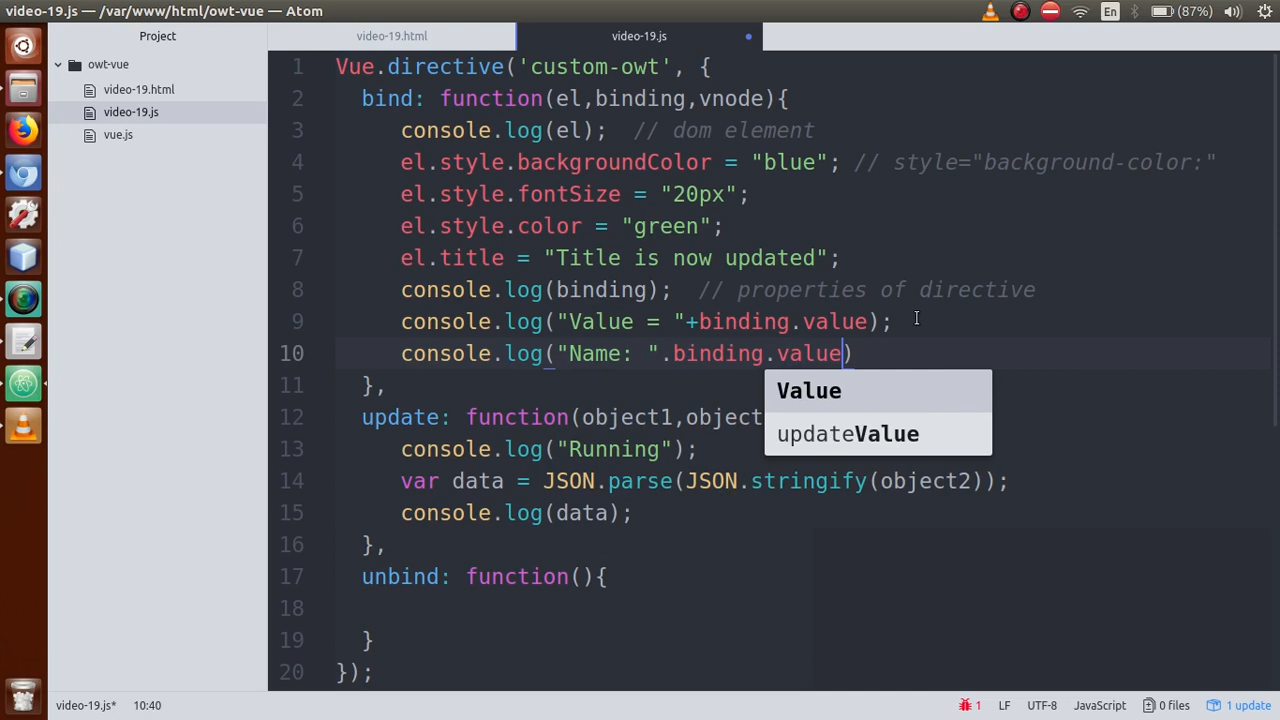 video-19.js — /var/www/html/owt-vue — Atom
En
(87%)
Project
video-19.html
video-19.js
owt-vue
video-19.html
video-19.js
vue.js
1 Vue.directive('custom-owt', {
2 bind: function(el,binding,vnode){
3 console.log(el); // dom element
4 el.style.backgroundColor = "blue"; // style="background-color:"
5 el.style.fontSize = "20px";
6 el.style.color = "green";
7 el.title = "Title is now updated";
8 console.log(binding); // properties of directive
9 console.log("Value = "+binding.value);
10 console.log("Name: ".binding.value)
Value
updateValue
11 },
12 update: function(object1,object
13 console.log("Running");
14 var data = JSON.parse(JSON.stringify(object2));
15 console.log(data);
16 },
17 unbind: function(){
18
19 }
20 });
video-19.js* 10:40
1 LF UTF-8 JavaScript 0 files 1 update